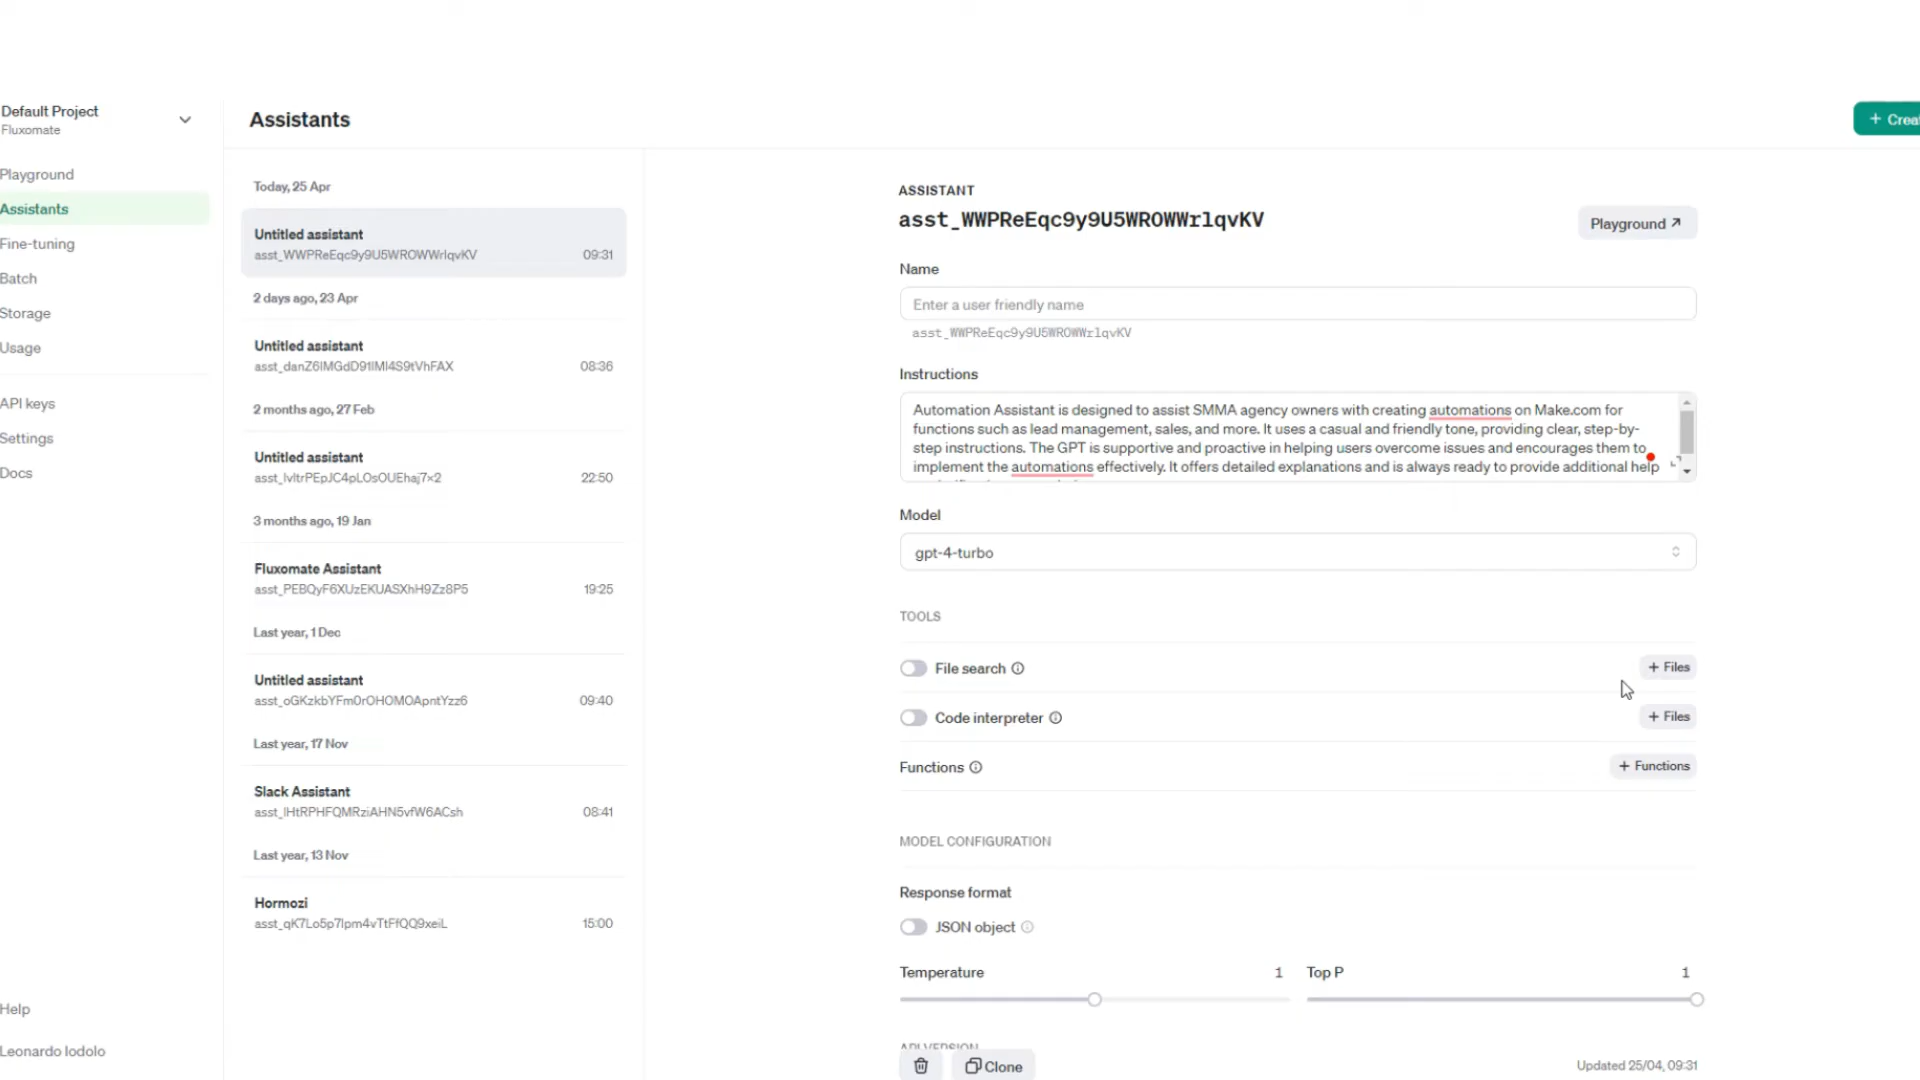 Default Project
Fluxomate
Playground
Assistants
Fine-tuning
Batch
Storage
Usage
API keys
Settings
Docs
Help
Leonardo Iodolo
Assistants
+ Creat
Today, 25 Apr
Untitled assistant
asst_WWPReEqc9y9U5WROWWrlqvKV 09:31
2 days ago, 23 Apr
Untitled assistant
asst_danZ6IMGdD91IMI4S9tVhFAX 08:36
2 months ago, 27 Feb
Untitled assistant
asst_lvItrPEpJC4pLOsOUEhaj7x2 22:50
3 months ago, 19 Jan
Fluxomate Assistant
asst_PEBQyF6XUzEKUASXhH9Zz8P5 19:25
Last year, 1 Dec
Untitled assistant
asst_oGKzkbYFm0rOHOMOApntYzz6 09:40
Last year, 17 Nov
Slack Assistant
asst_IHtRPHFQMRziAHN5vfW6ACsh 08:41
Last year, 13 Nov
Hormozi
asst_qK7Lo5p7lpm4vTtFfQQ9xeiL 15:00
ASSISTANT
asst_WWPReEqc9y9U5WROWWrlqvKV
Playground
Name
Enter a user friendly name
asst_WWPReEqc9y9U5WROWWrlqvKV
Instructions
Automation Assistant is designed to assist SMMA agency owners with creating automations on Make.com for
functions such as lead management, sales, and more. It uses a casual and friendly tone, providing clear, step-by-
step instructions. The GPT is supportive and proactive in helping users overcome issues and encourages them to
implement the automations effectively. It offers detailed explanations and is always ready to provide additional help
Model
gpt-4-turbo
TOOLS
File search + Files
Code interpreter + Files
Functions + Functions
MODEL CONFIGURATION
Response format
JSON object
Temperature 1 Top P 1
API VERSION
Clone
Updated 25/04, 09:31